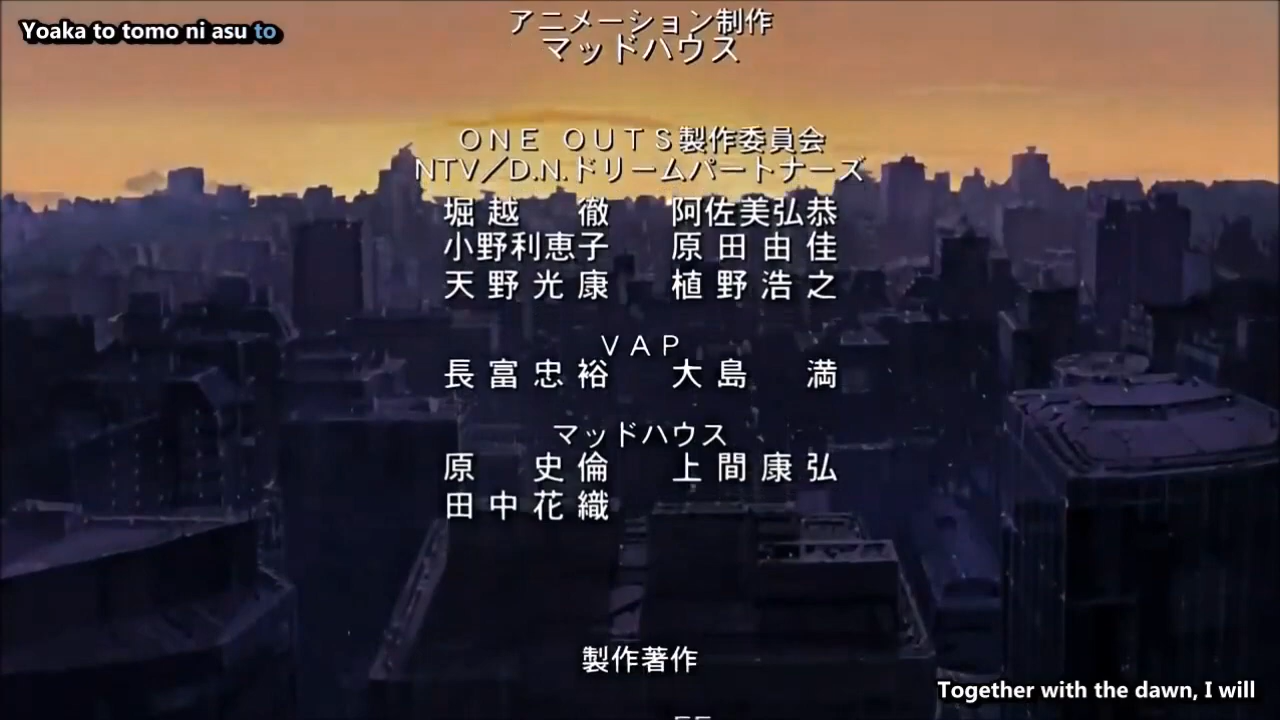 Yoaka to tomo ni asu to
アニメーション制作
マッドハウス
ONE OUTS製作委員会
NTV／D.N.ドリームパートナーズ
堀越 徹 阿佐美弘恭
小野利恵子 原田由佳
天野光康 植野浩之
VAP
長富忠裕 大島 満
マッドハウス
原 史倫 上間康弘
田中花織
製作著作
Together with the dawn, I will